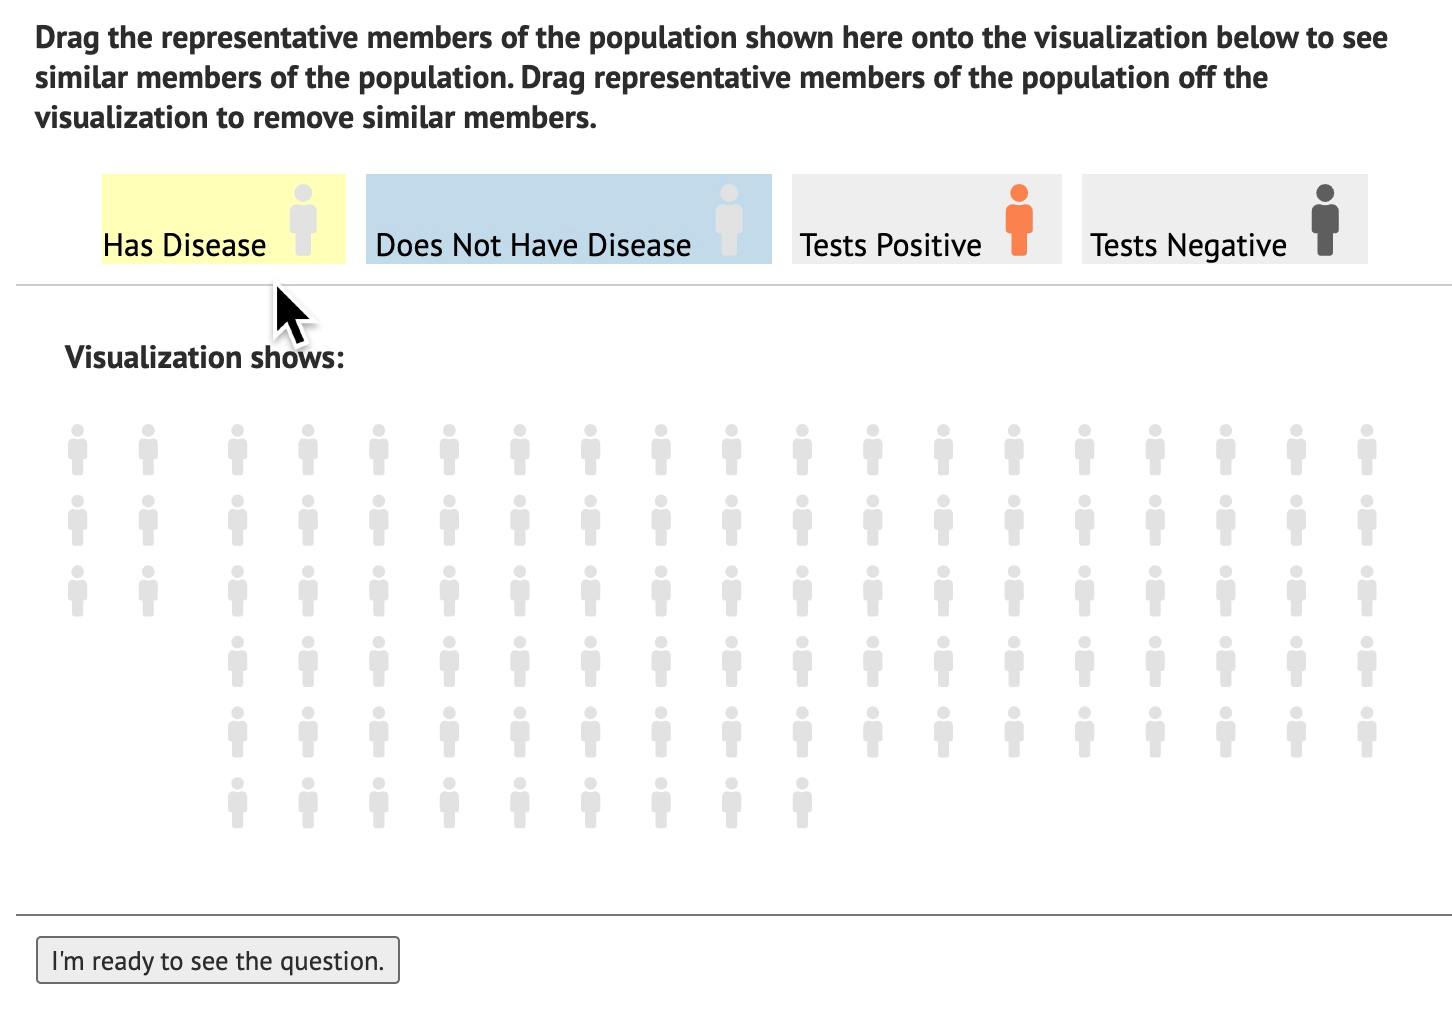 Drag the representative members of the population shown here onto the visualization below to see
similar members of the population. Drag representative members of the population off the
visualization to remove similar members.
Has Disease
Does Not Have Disease
Tests Positive
Tests Negative
Visualization shows:
I'm ready to see the question.